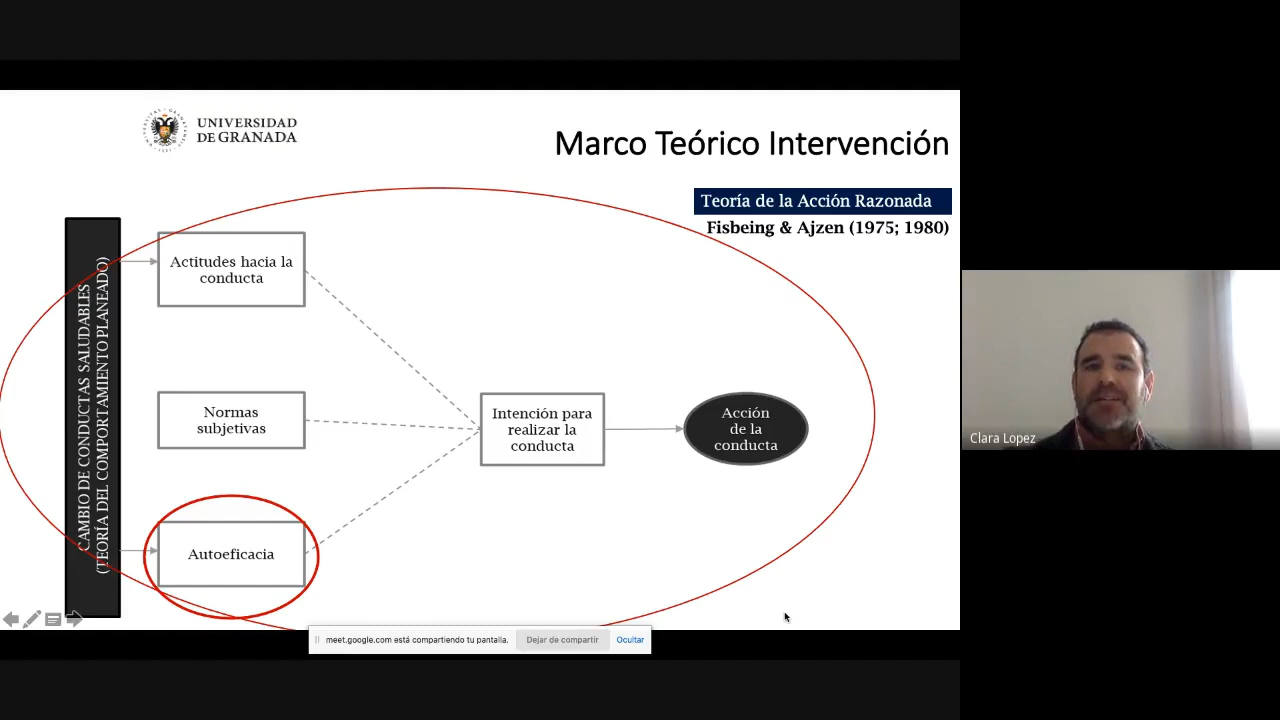 UNIVERSIDAD
DE GRANADA
Marco Teórico Intervención
Teoría de la Acción Razonada
Fisbeing & Ajzen (1975; 1980)
CAMBIO DE CONDUCTAS SALUDABLES
(TEORÍA DEL COMPORTAMIENTO PLANEADO)
Actitudes hacia la
conducta
Normas
subjetivas
Autoeficacia
Intención para
realizar la
conducta
Acción
de la
conducta
Clara Lopez
meet.google.com está compartiendo tu pantalla.
Dejar de compartir
Ocultar